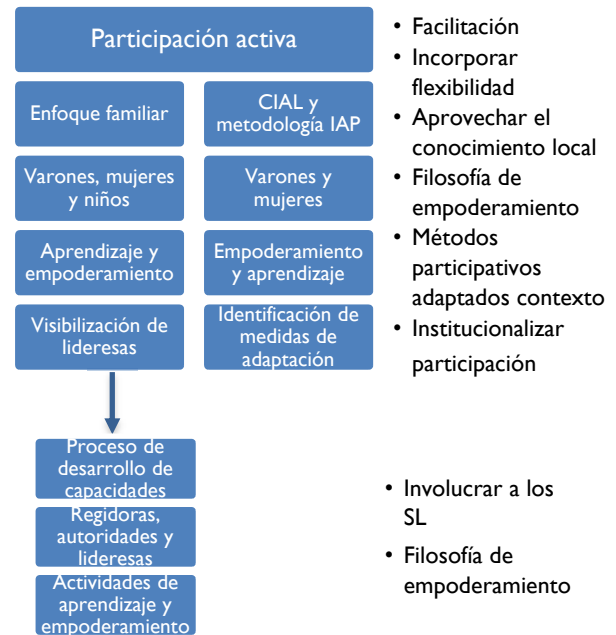 Participación activa
Enfoque familiar
CIAL y
metodología IAP
Varones, mujeres
y niños
Varones y
mujeres
Aprendizaje y
empoderamiento
Empoderamiento
y aprendizaje
Visibilización de
lideresas
Identificación de
medidas de
adaptación
Proceso de
desarrollo de
capacidades
Regidoras,
autoridades y
lideresas
Actividades de
aprendizaje y
empoderamiento
• Facilitación
• Incorporar
flexibilidad
• Aprovechar el
conocimiento local
• Filosofía de
empoderamiento
• Métodos
participativos
adaptados contexto
• Institucionalizar
participación
• Involucrar a los
SL
• Filosofía de
empoderamiento